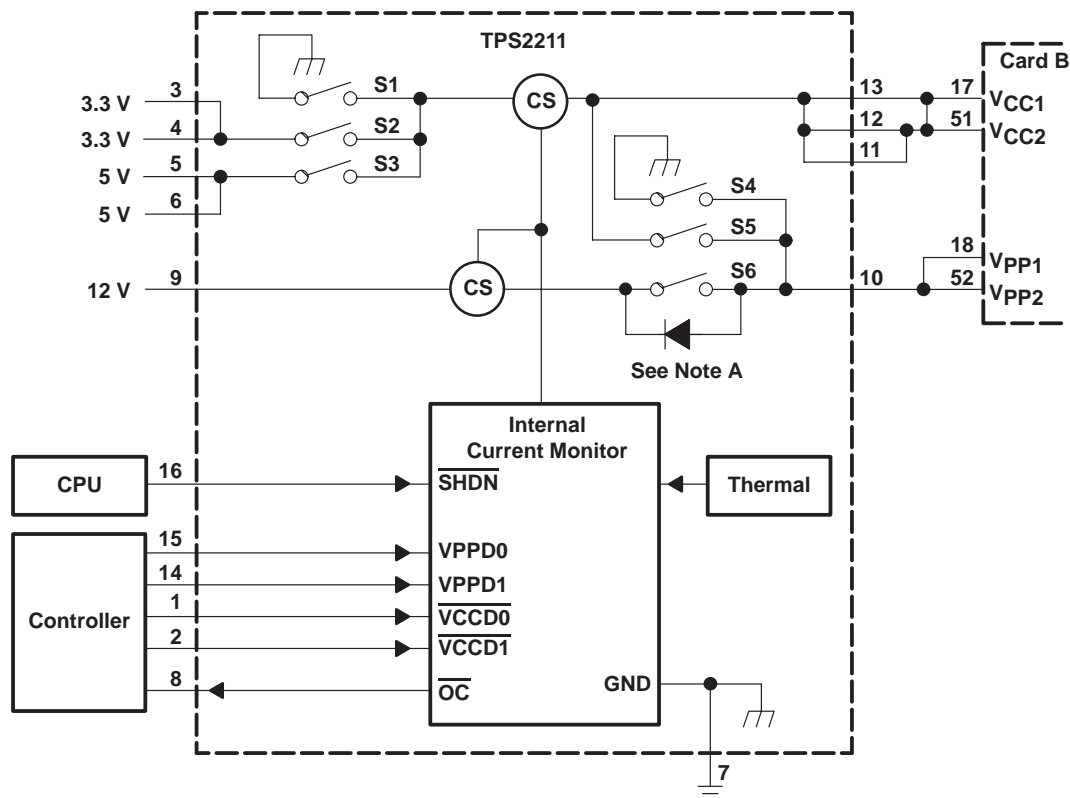 TPS2211
Card B
3.3 V 3
3.3 V 4
5 V 5
5 V 6
12 V 9
S1
S2
S3
CS
CS
S4
S5
S6
See Note A
13
12
11
10
17 VCC1
51 VCC2
18 VPP1
52 VPP2
Internal
Current Monitor
CPU
16
SHDN
Thermal
Controller
15
VPPD0
14
VPPD1
1
VCCD0
2
VCCD1
8
OC
GND
7